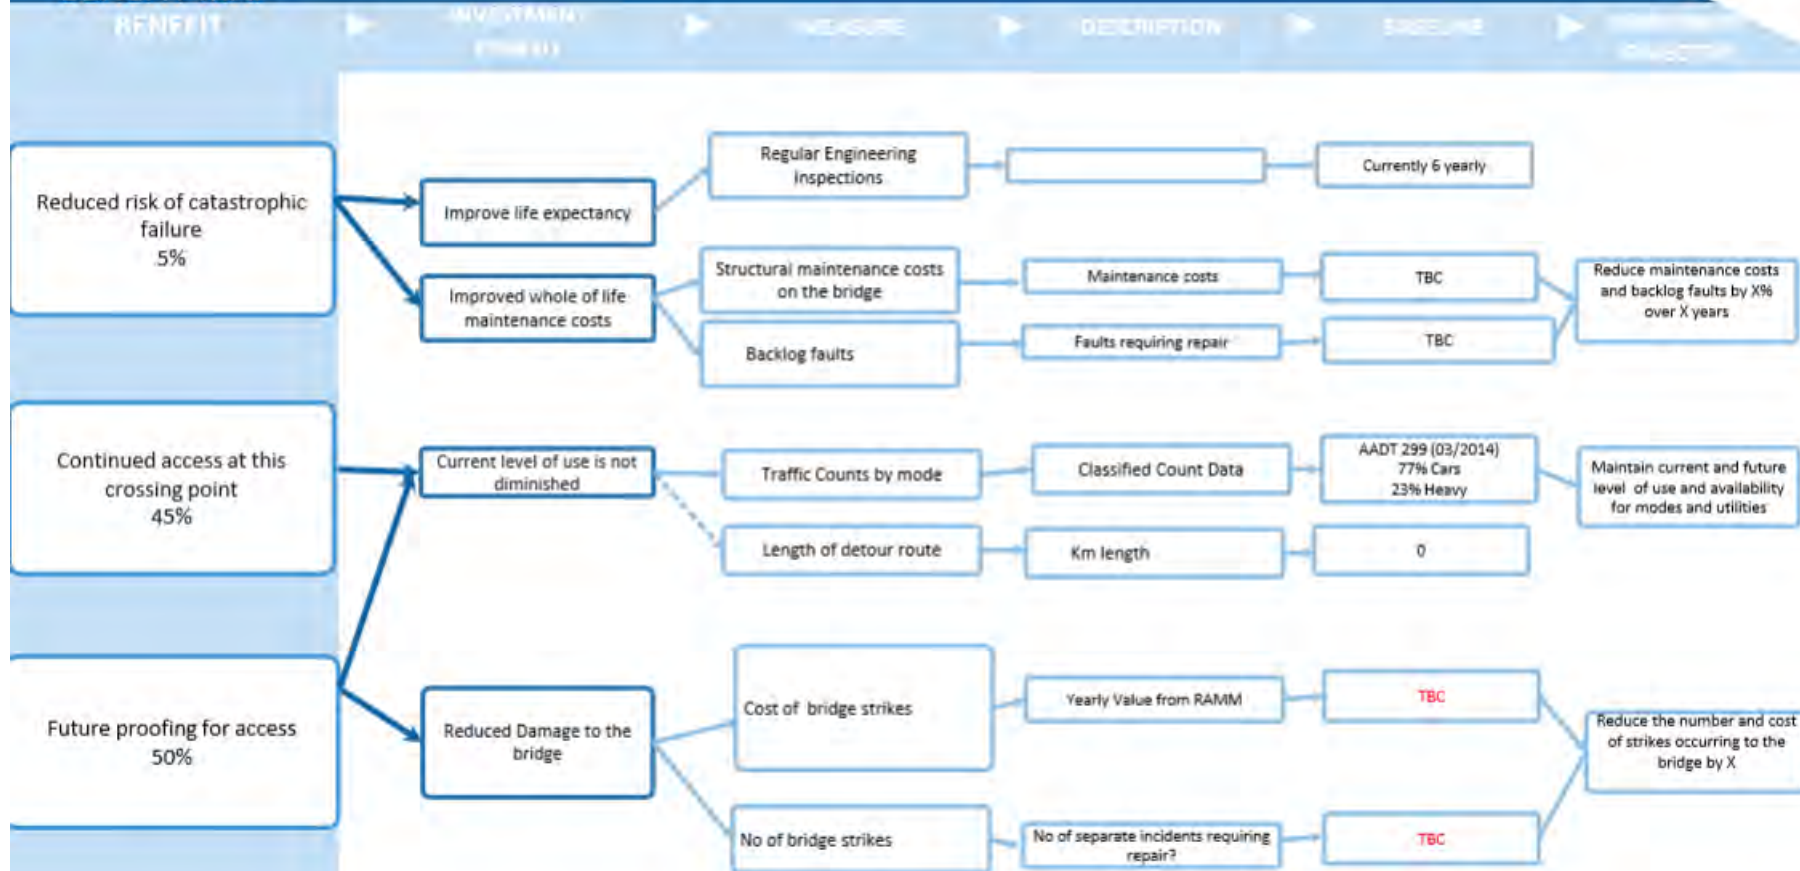 BENEFIT
INVESTMENT
BENEFIT
MEASURE
DESCRIPTION
BASELINE
Reduced risk of catastrophic
failure
5%
Improve life expectancy
Regular Engineering
Inspections
Currently 6 yearly
Improved whole of life
maintenance costs
Structural maintenance costs
on the bridge
Maintenance costs
TBC
Reduce maintenance costs
and backlog faults by X%
over X years
Backlog faults
Faults requiring repair
TBC
Continued access at this
crossing point
45%
Current level of use is not
diminished
Traffic Counts by mode
Classified Count Data
AADT 299 (03/2014)
77% Cars
23% Heavy
Maintain current and future
level of use and availability
for modes and utilities
Length of detour route
Km length
0
Future proofing for access
50%
Reduced Damage to the
bridge
Cost of bridge strikes
Yearly Value from RAMM
TBC
Reduce the number and cost
of strikes occurring to the
bridge by X
No of bridge strikes
No of separate incidents requiring
repair?
TBC